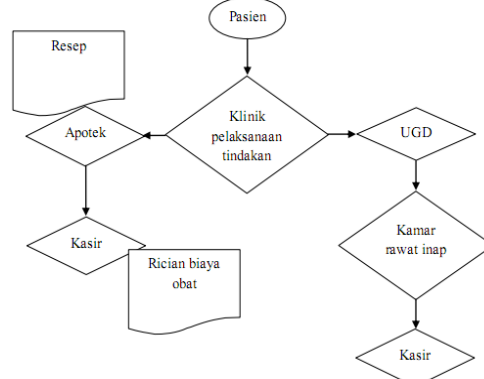 Pasien
Resep
Klinik
pelaksanaan
tindakan
Apotek
UGD
Kasir
Rician biaya
obat
Kamar
rawat inap
Kasir